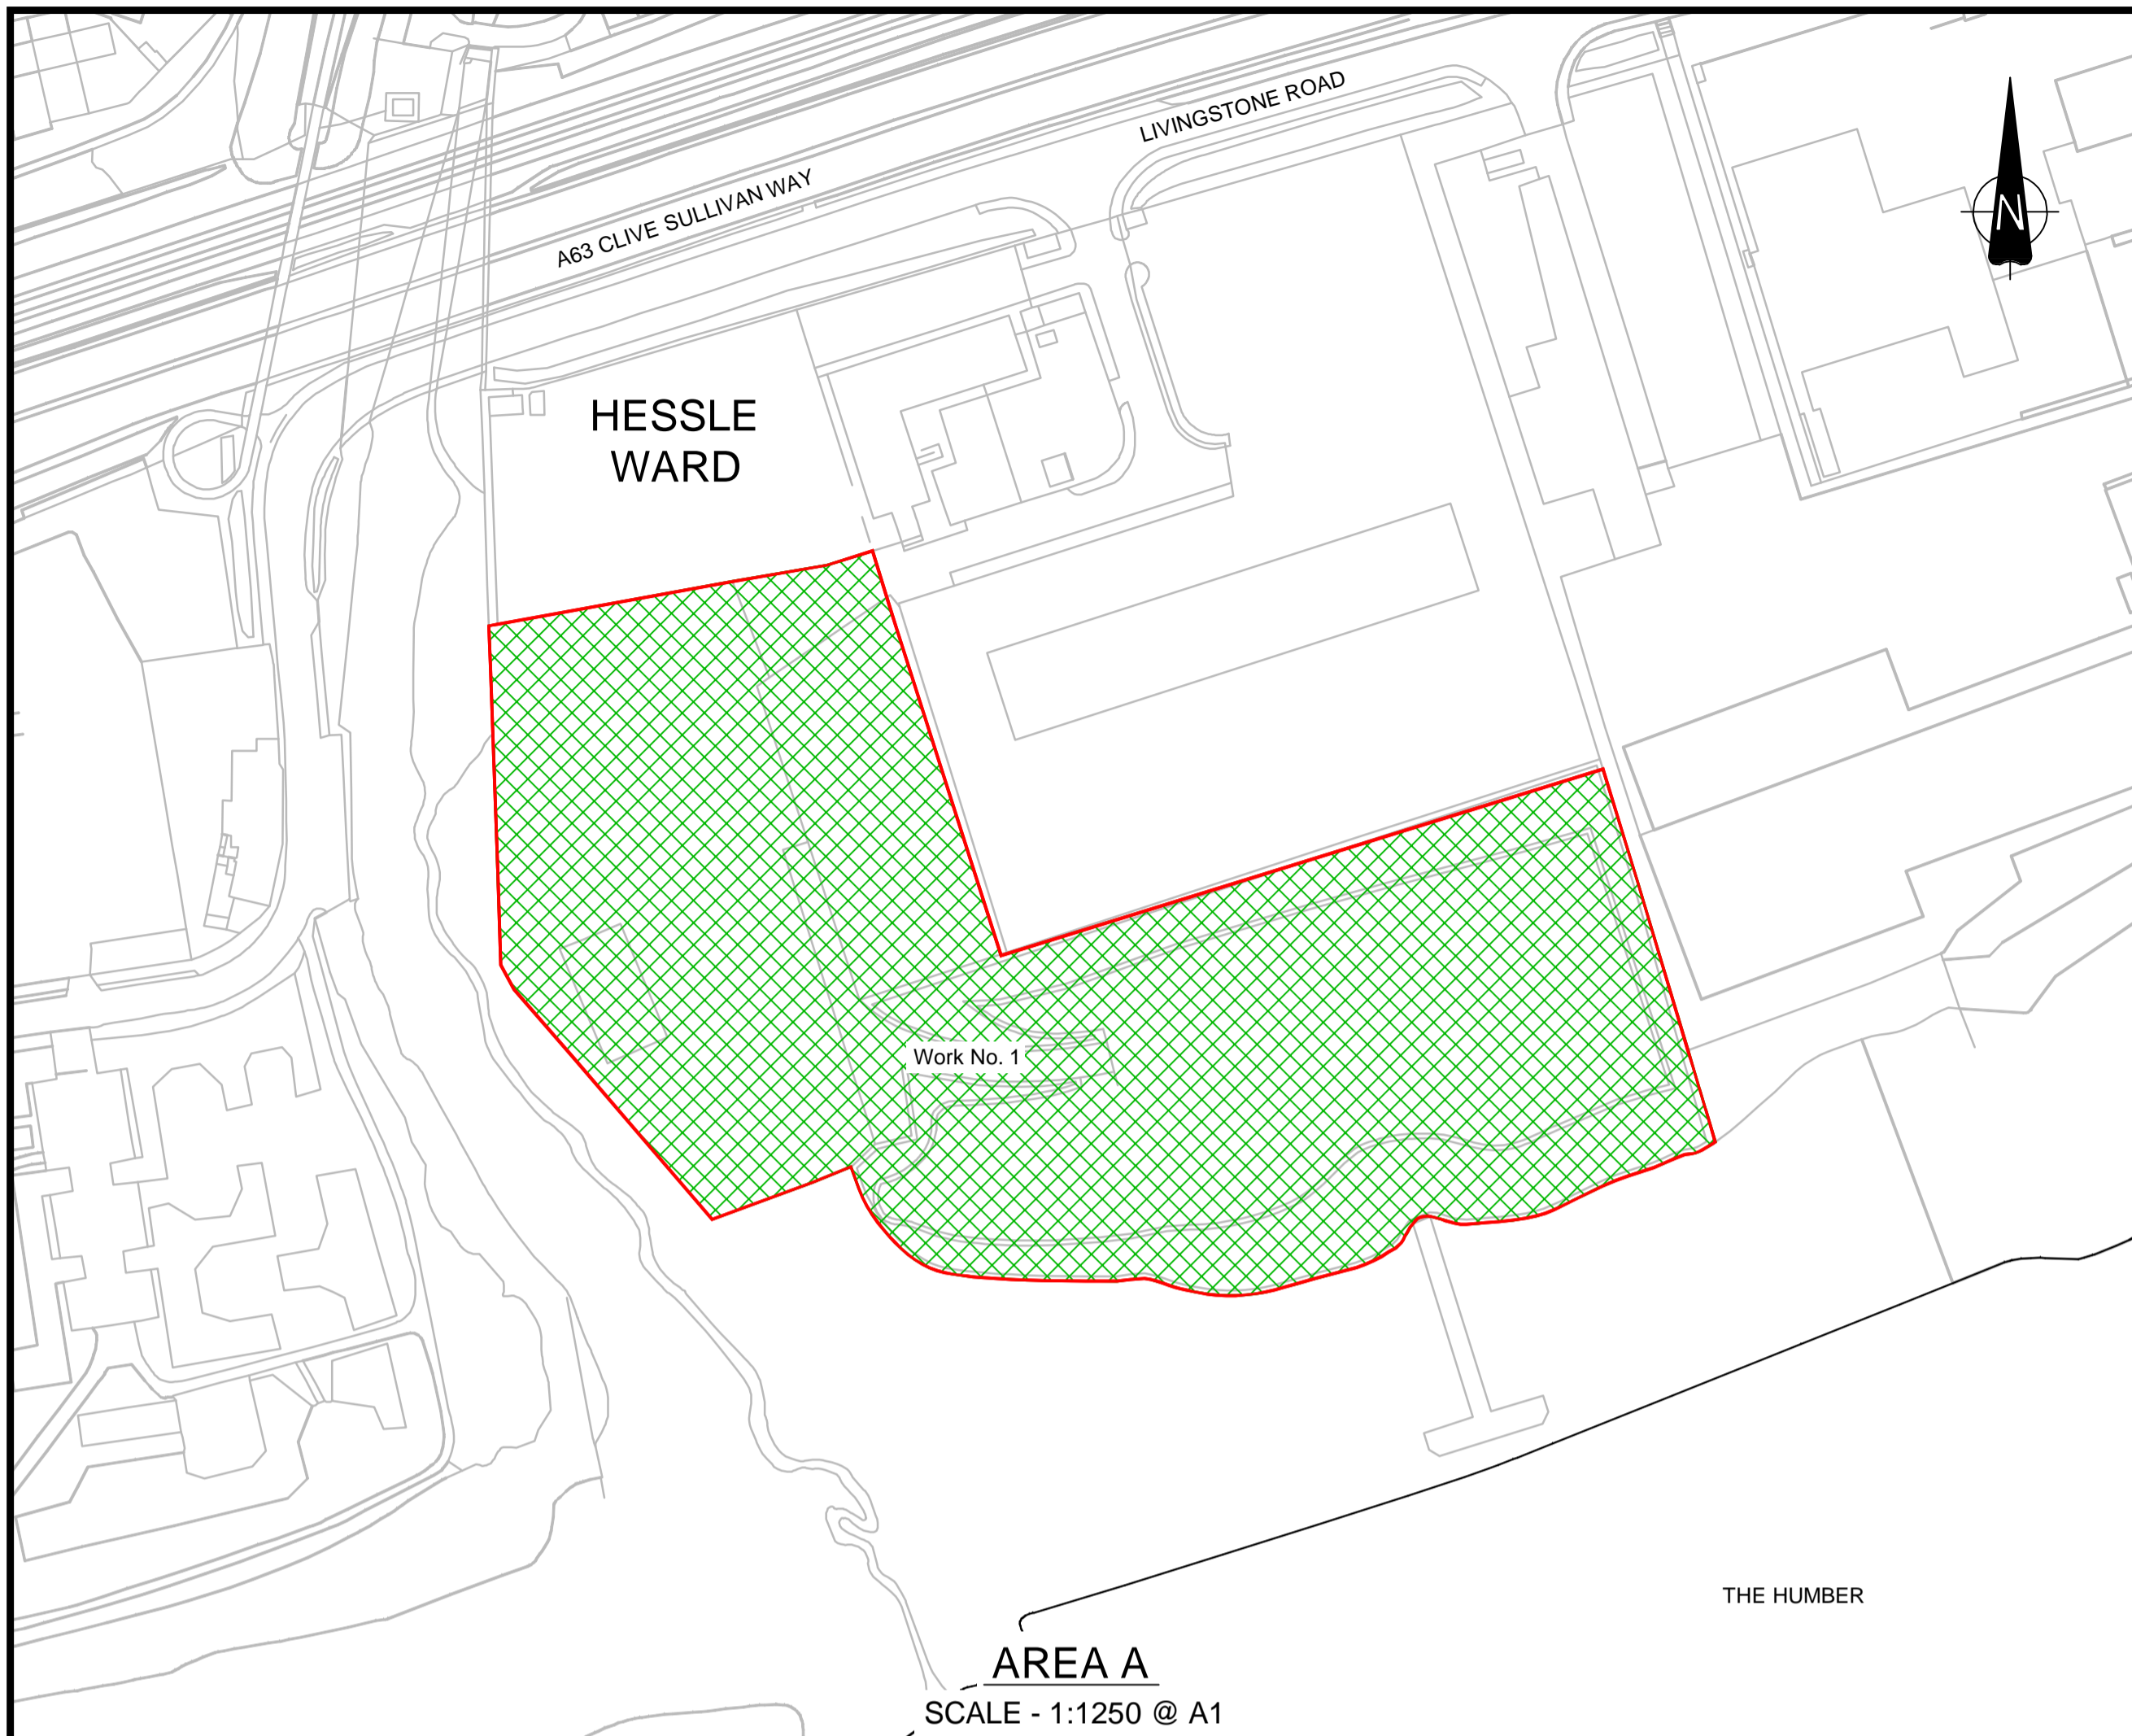 LIVINGSTONE ROAD
A63 CLIVE SULLIVAN WAY
N
HESSLE
WARD
Work No. 1
THE HUMBER
AREA A
SCALE - 1:1250 @ A1